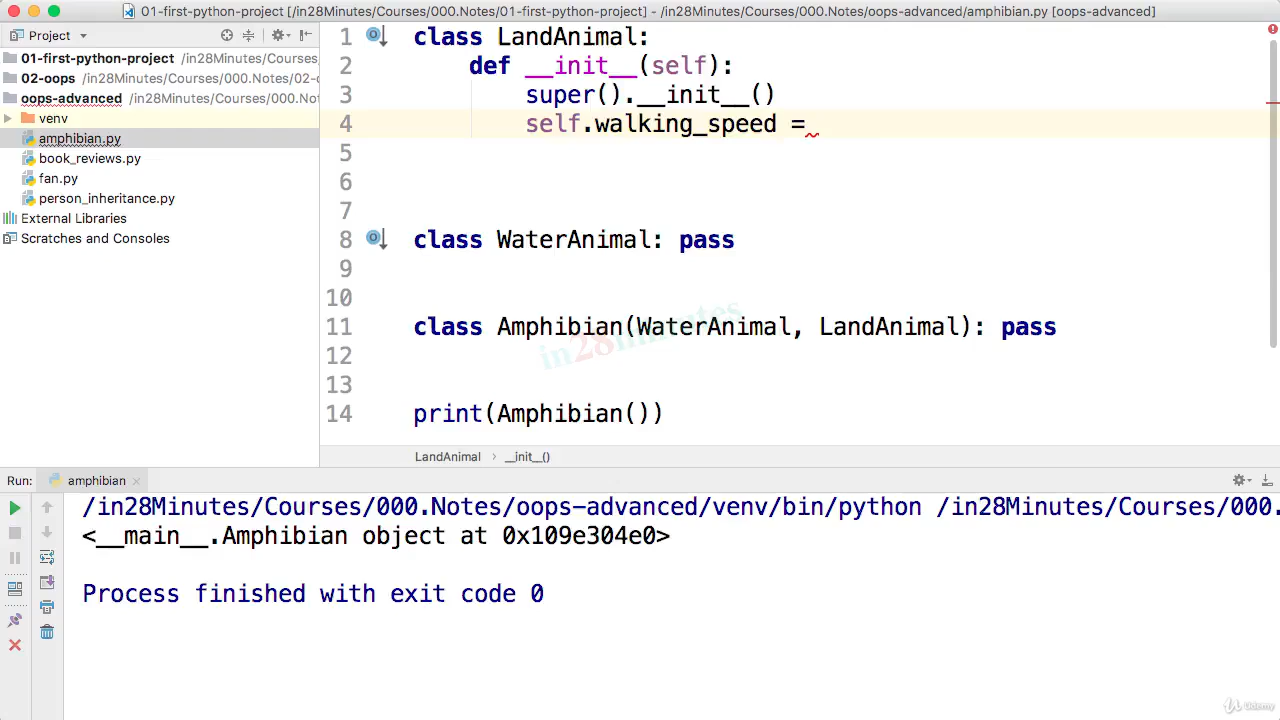 01-first-python-project [/in28Minutes/Courses/000.Notes/01-first-python-project] - /in28Minutes/Courses/000.Notes/oops-advanced/amphibian.py [oops-advanced]
Project
01-first-python-project /in28Minutes/Courses
02-oops /in28Minutes/Courses/000.Notes/02-o
oops-advanced /in28Minutes/Courses/000.Not
venv
amphibian.py
book_reviews.py
fan.py
person_inheritance.py
External Libraries
Scratches and Consoles
1 class LandAnimal:
2 def __init__(self):
3 super().__init__()
4 self.walking_speed =
5
6
7
8 class WaterAnimal: pass
9
10
11 class Amphibian(WaterAnimal, LandAnimal): pass
12
13
14 print(Amphibian())
in28minutes
LandAnimal > __init__()
Run: amphibian
/in28Minutes/Courses/000.Notes/oops-advanced/venv/bin/python /in28Minutes/Courses/000.
<__main__.Amphibian object at 0x109e304e0>
Process finished with exit code 0
Udemy